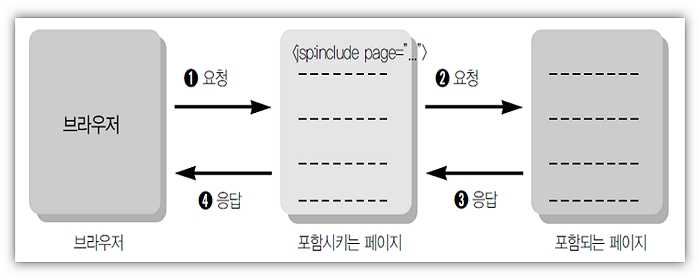 <jsp:include page="...">
❶ 요청
❷ 요청
브라우저
❹ 응답
❸ 응답
브라우저
포함시키는 페이지
포함되는 페이지